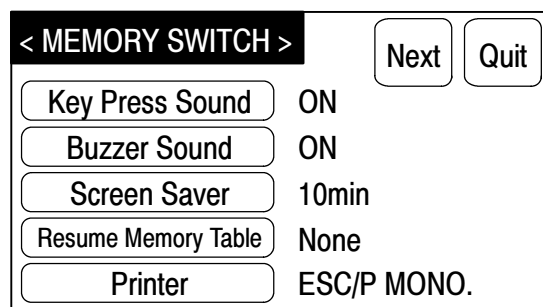 < MEMORY SWITCH > Next Quit
Key Press Sound ON
Buzzer Sound ON
Screen Saver 10min
Resume Memory Table None
Printer ESC/P MONO.